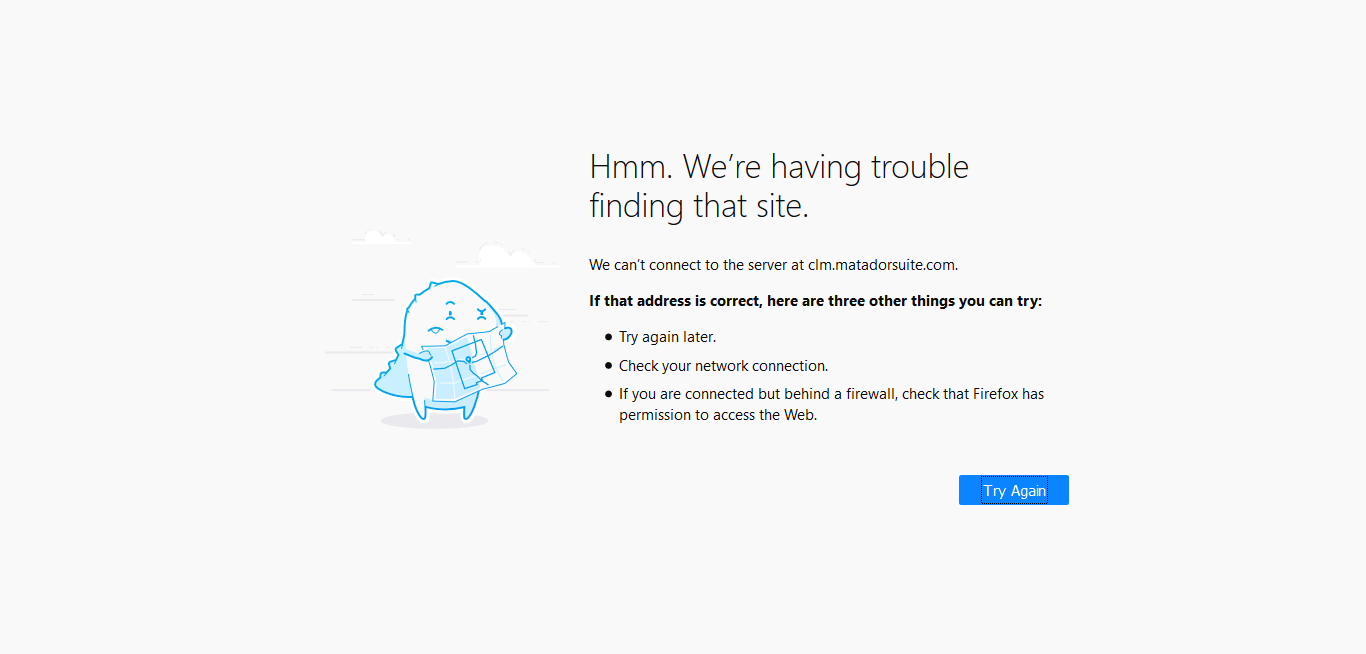 Hmm. We’re having trouble
finding that site.
We can’t connect to the server at clm.matadorsuite.com.
If that address is correct, here are three other things you can try:
Try again later.
Check your network connection.
If you are connected but behind a firewall, check that Firefox has
permission to access the Web.
Try Again